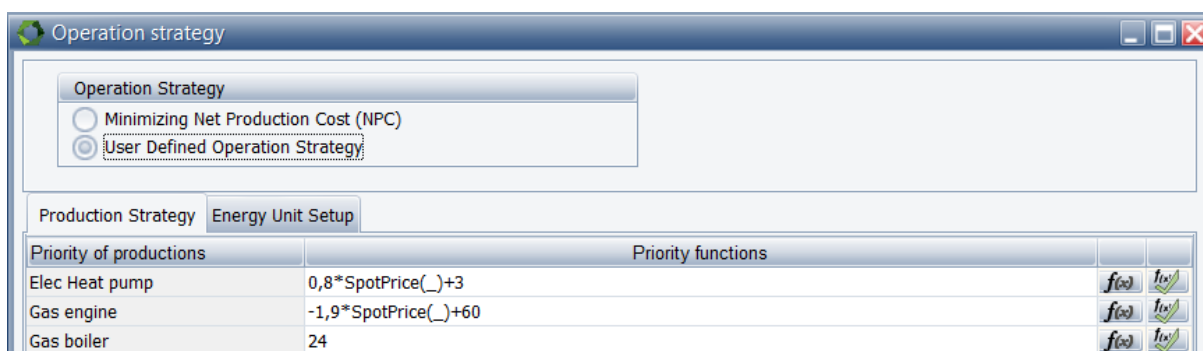 Operation strategy
Operation Strategy
Minimizing Net Production Cost (NPC)
User Defined Operation Strategy
Production Strategy Energy Unit Setup
Priority of productions Priority functions
Elec Heat pump 0,8*SpotPrice(_)+3 f(x) f(x)
Gas engine -1,9*SpotPrice(_)+60 f(x) f(x)
Gas boiler 24 f(x) f(x)